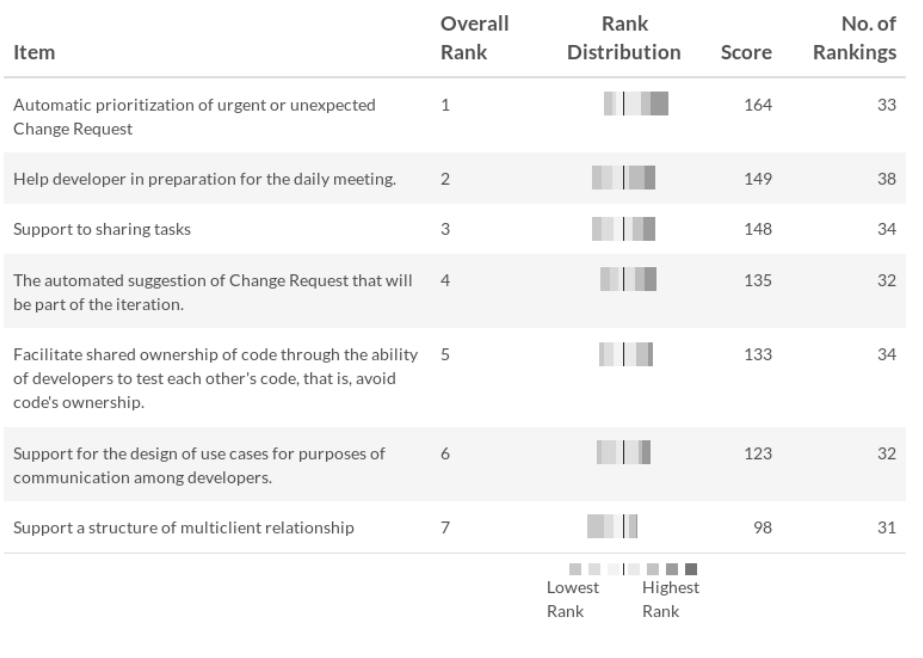 Item Overall Rank Rank Distribution Score No. of Rankings
Automatic prioritization of urgent or unexpected 1 164 33
Change Request
Help developer in preparation for the daily meeting. 2 149 38
Support to sharing tasks 3 148 34
The automated suggestion of Change Request that will 4 135 32
be part of the iteration.
Facilitate shared ownership of code through the ability 5 133 34
of developers to test each other's code, that is, avoid
code's ownership.
Support for the design of use cases for purposes of 6 123 32
communication among developers.
Support a structure of multiclient relationship 7 98 31
Lowest Highest
Rank Rank